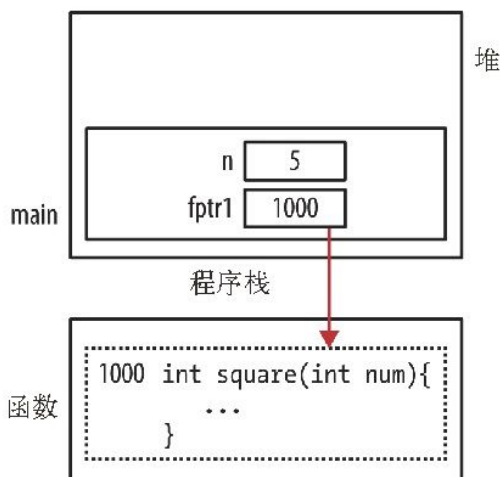 堆
n 5
main fptr1 1000
程序栈
1000 int square(int num){
函数 ...
}